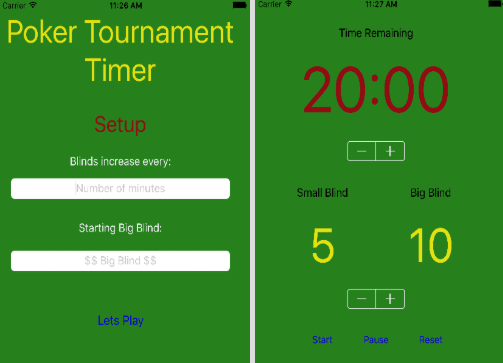 Carrier 11:26 AM
Poker Tournament
Timer
Setup
Blinds increase every:
Number of minutes
Starting Big Blind:
$$ Big Blind $$
Lets Play
Carrier 11:27 AM
Time Remaining
20:00
− +
Small Blind Big Blind
5 10
− +
Start Pause Reset